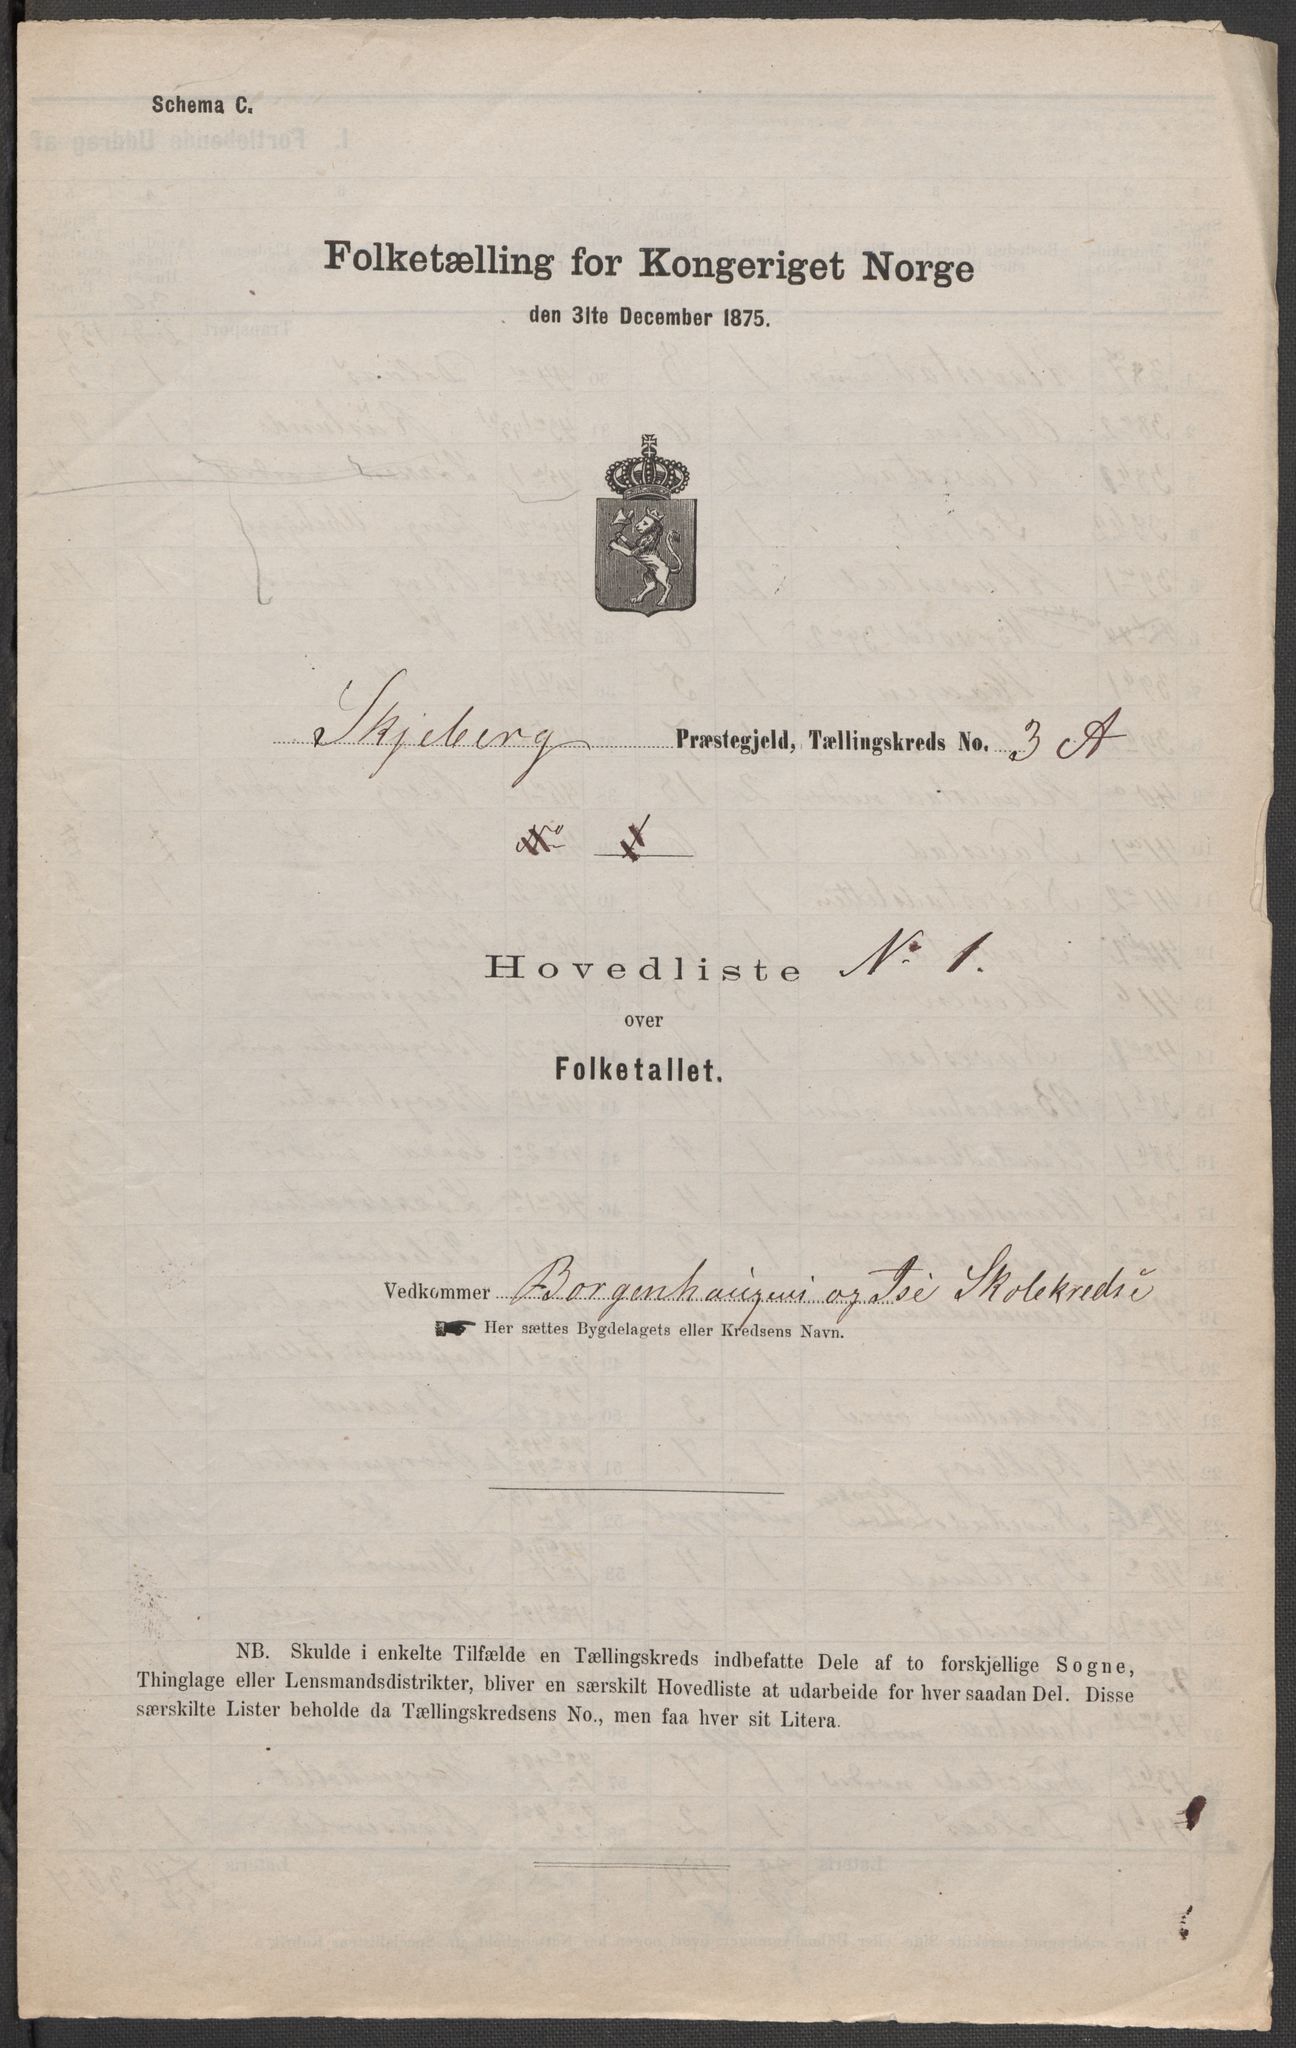 Schema C.
Folketælling for Kongeriget Norge
den 31te December 1875.
Skjeberg Præstegjeld, Tællingskreds No. 3 A
No
Hovedliste No 1.
over
Folketallet.
Vedkommer Borgenhaugens og Ise Skolekredse
Her sættes Bygdelagets eller Kredsens Navn.
NB. Skulde i enkelte Tilfælde en Tællingskreds indbefatte Dele af to forskjellige Sogne,
Thinglage eller Lensmandsdistrikter, bliver en særskilt Hovedliste at udarbeide for hver saadan Del. Disse
særskilte Lister beholde da Tællingskredsens No., men faa hver sit Litera.